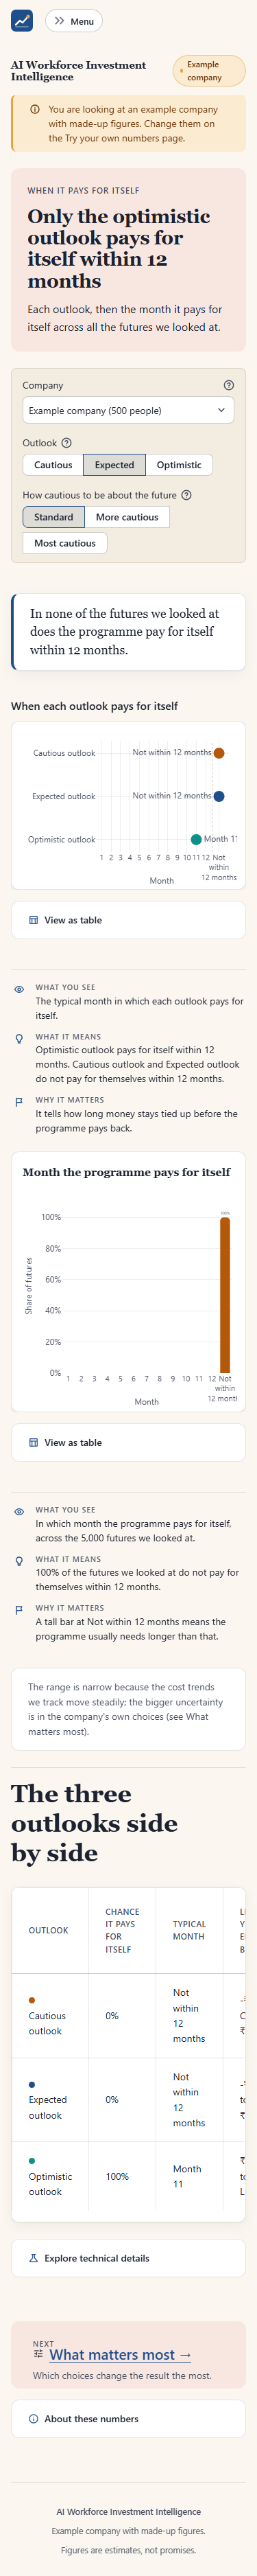 Menu
AI Workforce Investment
Intelligence
Example
company
You are looking at an example company
with made-up figures. Change them on
the Try your own numbers page.
WHEN IT PAYS FOR ITSELF
Only the optimistic
outlook pays for
itself within 12
months
Each outlook, then the month it pays for
itself across all the futures we looked at.
Company
Example company (500 people)
Outlook
Cautious Expected Optimistic
How cautious to be about the future
Standard More cautious
Most cautious
In none of the futures we looked at
does the programme pay for itself
within 12 months.
When each outlook pays for itself
Cautious outlook Not within 12 months
Expected outlook Not within 12 months
Optimistic outlook Month 11
1 2 3 4 5 6 7 8 9 10 11 12 Not
within
12 months
Month
View as table
WHAT YOU SEE
The typical month in which each outlook pays for
itself.
WHAT IT MEANS
Optimistic outlook pays for itself within 12
months. Cautious outlook and Expected outlook
do not pay for themselves within 12 months.
WHY IT MATTERS
It tells how long money stays tied up before the
programme pays back.
Month the programme pays for itself
100%
100%
80%
60%
40%
20%
0%
Share of futures
1 2 3 4 5 6 7 8 9 10 11 12 Not
within
12 mont
Month
View as table
WHAT YOU SEE
In which month the programme pays for itself,
across the 5,000 futures we looked at.
WHAT IT MEANS
100% of the futures we looked at do not pay for
themselves within 12 months.
WHY IT MATTERS
A tall bar at Not within 12 months means the
programme usually needs longer than that.
The range is narrow because the cost trends
we track move steadily: the bigger uncertainty
is in the company's own choices (see What
matters most).
The three
outlooks side
by side
OUTLOOK
CHANCE
IT PAYS
FOR
ITSELF
TYPICAL
MONTH
Cautious
outlook
0%
Not
within
12
months
Expected
outlook
0%
Not
within
12
months
Optimistic
outlook
100%
Month
11
Explore technical details
NEXT
What matters most →
Which choices change the result the most.
About these numbers
AI Workforce Investment Intelligence
Example company with made-up figures.
Figures are estimates, not promises.